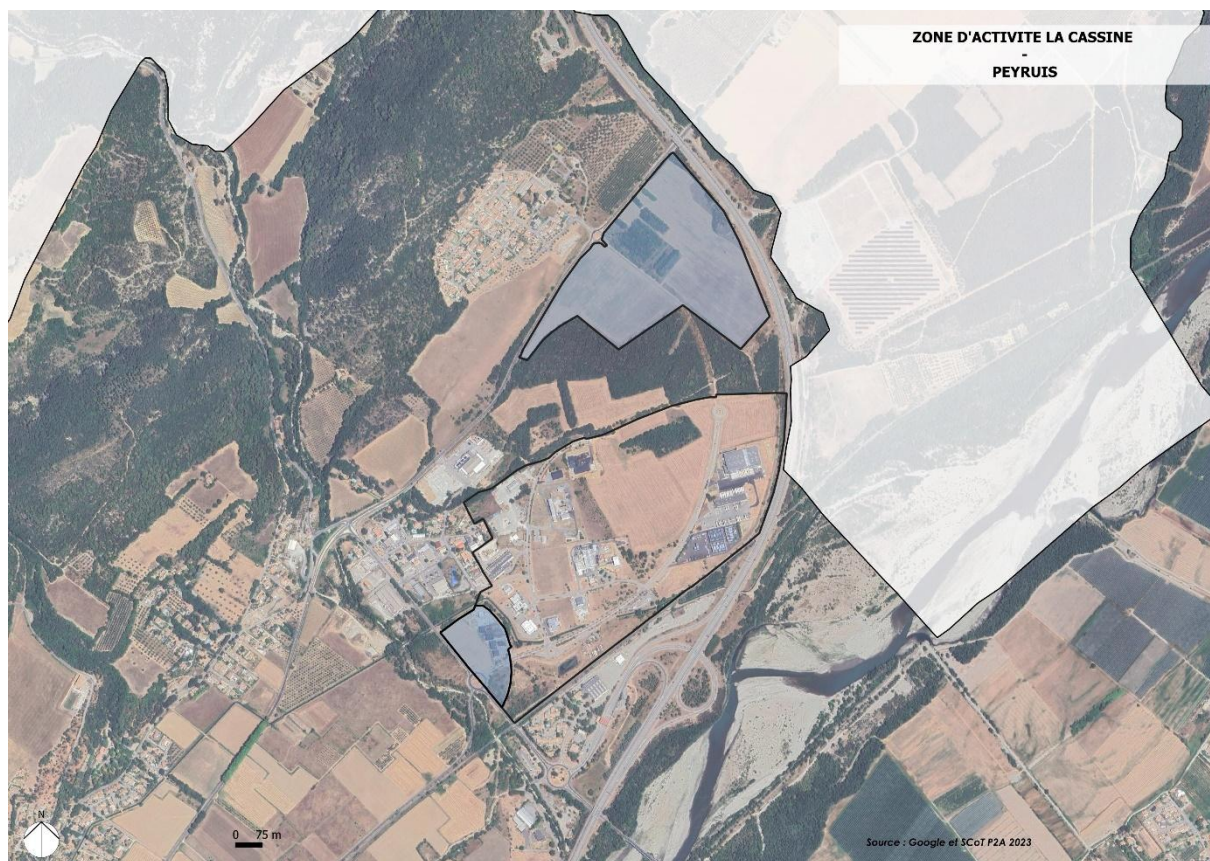 ZONE D'ACTIVITE LA CASSINE
-
PEYRUIS
N
0 75 m
Source : Google et SCoT P2A 2023